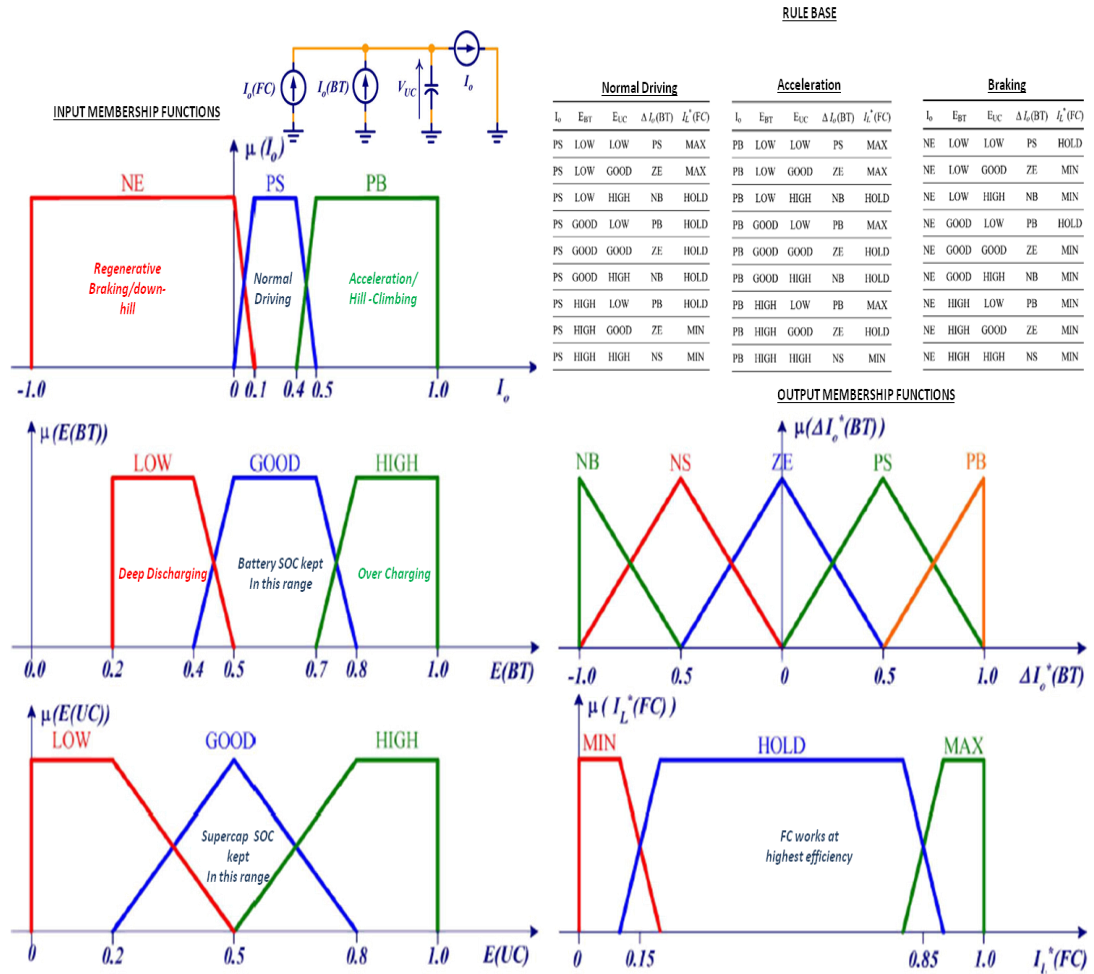 RULE BASE
I_o(FC)
I_o(BT)
V_UC
I_o
INPUT MEMBERSHIP FUNCTIONS
μ (I_o)
NE
PS
PB
Regenerative
Braking/down-
hill
Normal
Driving
Acceleration/
Hill -Climbing
-1.0 0 0.1 0.4 0.5 1.0 I_o
Normal Driving
I_o E_BT E_UC Δ I_o(BT) I_L^*(FC)
PS LOW LOW PS MAX
PS LOW GOOD ZE MAX
PS LOW HIGH NB HOLD
PS GOOD LOW PB HOLD
PS GOOD GOOD ZE HOLD
PS GOOD HIGH NB HOLD
PS HIGH LOW PB HOLD
PS HIGH GOOD ZE MIN
PS HIGH HIGH NS MIN
Acceleration
I_o E_BT E_UC Δ I_o(BT) I_L^*(FC)
PB LOW LOW PS MAX
PB LOW GOOD ZE MAX
PB LOW HIGH NB HOLD
PB GOOD LOW PB MAX
PB GOOD GOOD ZE HOLD
PB GOOD HIGH NB HOLD
PB HIGH LOW PB MAX
PB HIGH GOOD ZE HOLD
PB HIGH HIGH NS MIN
Braking
I_o E_BT E_UC Δ I_o(BT) I_L^*(FC)
NE LOW LOW PS HOLD
NE LOW GOOD ZE MIN
NE LOW HIGH NB MIN
NE GOOD LOW PB HOLD
NE GOOD GOOD ZE MIN
NE GOOD HIGH NB MIN
NE HIGH LOW PB MIN
NE HIGH GOOD ZE MIN
NE HIGH HIGH NS MIN
μ(E(BT))
LOW GOOD HIGH
Deep Discharging
Battery SOC kept
In this range
Over Charging
0.0 0.2 0.4 0.5 0.7 0.8 1.0 E(BT)
OUTPUT MEMBERSHIP FUNCTIONS
μ(ΔI_o^*(BT))
NB NS ZE PS PB
-1.0 0.5 0 0.5 1.0 ΔI_o^*(BT)
μ(E(UC))
LOW GOOD HIGH
Supercap SOC
kept
In this range
0 0.2 0.5 0.8 1.0 E(UC)
μ( I_L^*(FC))
MIN HOLD MAX
FC works at
highest efficiency
0 0.15 0.85 1.0 I_L^*(FC)